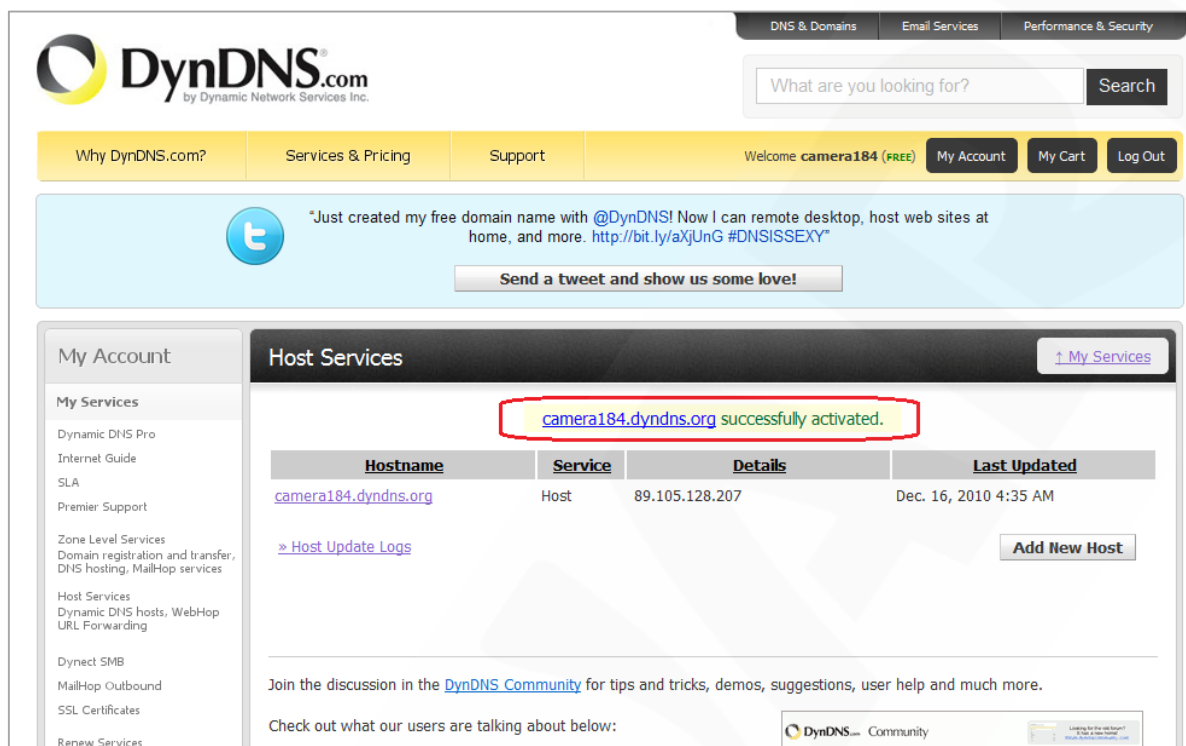 DNS & Domains Email Services Performance & Security
DynDNS.com
by Dynamic Network Services Inc.
What are you looking for? Search
Why DynDNS.com? Services & Pricing Support Welcome camera184 (FREE) My Account My Cart Log Out
“Just created my free domain name with @DynDNS! Now I can remote desktop, host web sites at
home, and more. http://bit.ly/aXjUnG #DNSISSEXY”
Send a tweet and show us some love!
My Account
My Services
Dynamic DNS Pro
Internet Guide
SLA
Premier Support
Zone Level Services
Domain registration and transfer,
DNS hosting, MailHop services
Host Services
Dynamic DNS hosts, WebHop
URL Forwarding
Dynect SMB
MailHop Outbound
SSL Certificates
Renew Services
Host Services ↑ My Services
camera184.dyndns.org successfully activated.
Hostname Service Details Last Updated
camera184.dyndns.org Host 89.105.128.207 Dec. 16, 2010 4:35 AM
» Host Update Logs Add New Host
Join the discussion in the DynDNS Community for tips and tricks, demos, suggestions, user help and much more.
Check out what our users are talking about below:
DynDNS.com Community